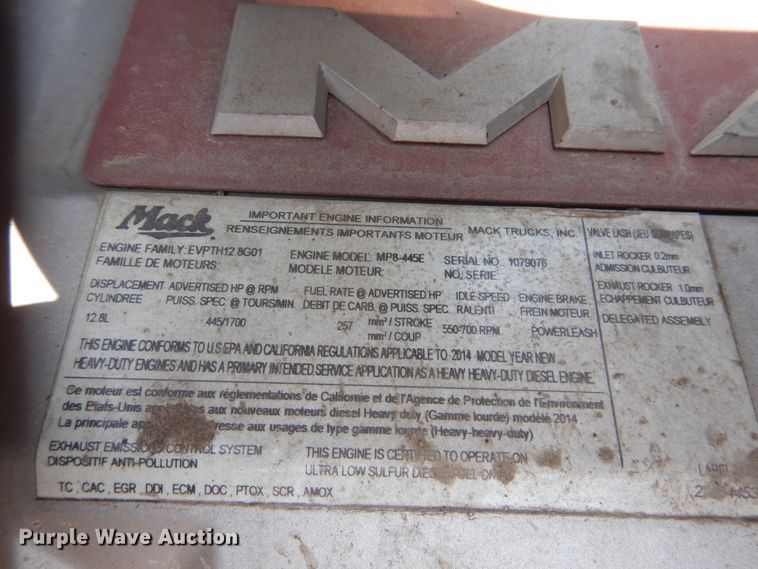 MA
Mack
IMPORTANT ENGINE INFORMATION
RENSEIGNEMENTS IMPORTANTS MOTEUR MACK TRUCKS, INC.
ENGINE FAMILY: EVPTH12.8G01 ENGINE MODEL: MP8-445E SERIAL NO.: 1079076
FAMILLE DE MOTEURS: MODELE MOTEUR: NO. SERIE:
DISPLACEMENT ADVERTISED HP @ RPM FUEL RATE @ ADVERTISED HP IDLE SPEED ENGINE BRAKE
CYLINDREE PUISS. SPEC. @ TOURS/MIN. DEBIT DE CARB. @ PUISS. SPEC. RALENTI FREIN MOTEUR
12.8L 445/1700 257 mm³ / STROKE 550-700 RPM POWERLEASH
mm³ / COUP
THIS ENGINE CONFORMS TO U.S EPA AND CALIFORNIA REGULATIONS APPLICABLE TO 2014 MODEL YEAR NEW
HEAVY-DUTY ENGINES AND HAS A PRIMARY INTENDED SERVICE APPLICATION AS A HEAVY HEAVY-DUTY DIESEL ENGINE.
Ce moteur est conforme aux réglementations de Californie et de l'Agence de Protection de l'Environment
des Etats-Unis aux nouveaux moteurs diesel Heavy duty (Gamme lourde) modèle 2014
La principale aux usages de type gamme lourde (Heavy-heavy-duty)
EXHAUST EMISSIONS CONTROL SYSTEM THIS ENGINE IS CERTIFIED TO OPERATE ON
DISPOSITIF ANTI-POLLUTION ULTRA LOW SULFUR
TC , CAC, EGR, DDI, ECM, DOC, PTOX, SCR, AMOX
VALVE LASH (JEU SOUPAPES)
INLET ROCKER 0.2mm
ADMISSION CULBUTEUR
EXHAUST ROCKER 1.0mm
ECHAPPEMENT CULBUTEUR
DELEGATED ASSEMBLY
LABEL
Purple Wave Auction